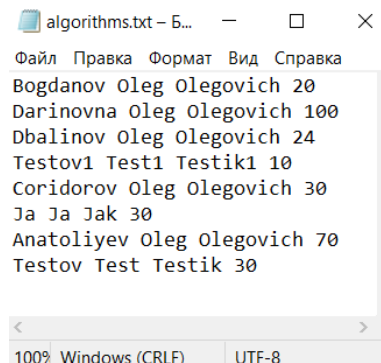 algorithms.txt – Б...
Файл Правка Формат Вид Справка
Bogdanov Oleg Olegovich 20
Darinovna Oleg Olegovich 100
Dbalinov Oleg Olegovich 24
Testov1 Test1 Testik1 10
Coridorov Oleg Olegovich 30
Ja Ja Jak 30
Anatoliyev Oleg Olegovich 70
Testov Test Testik 30
100% Windows (CRLF) UTF-8